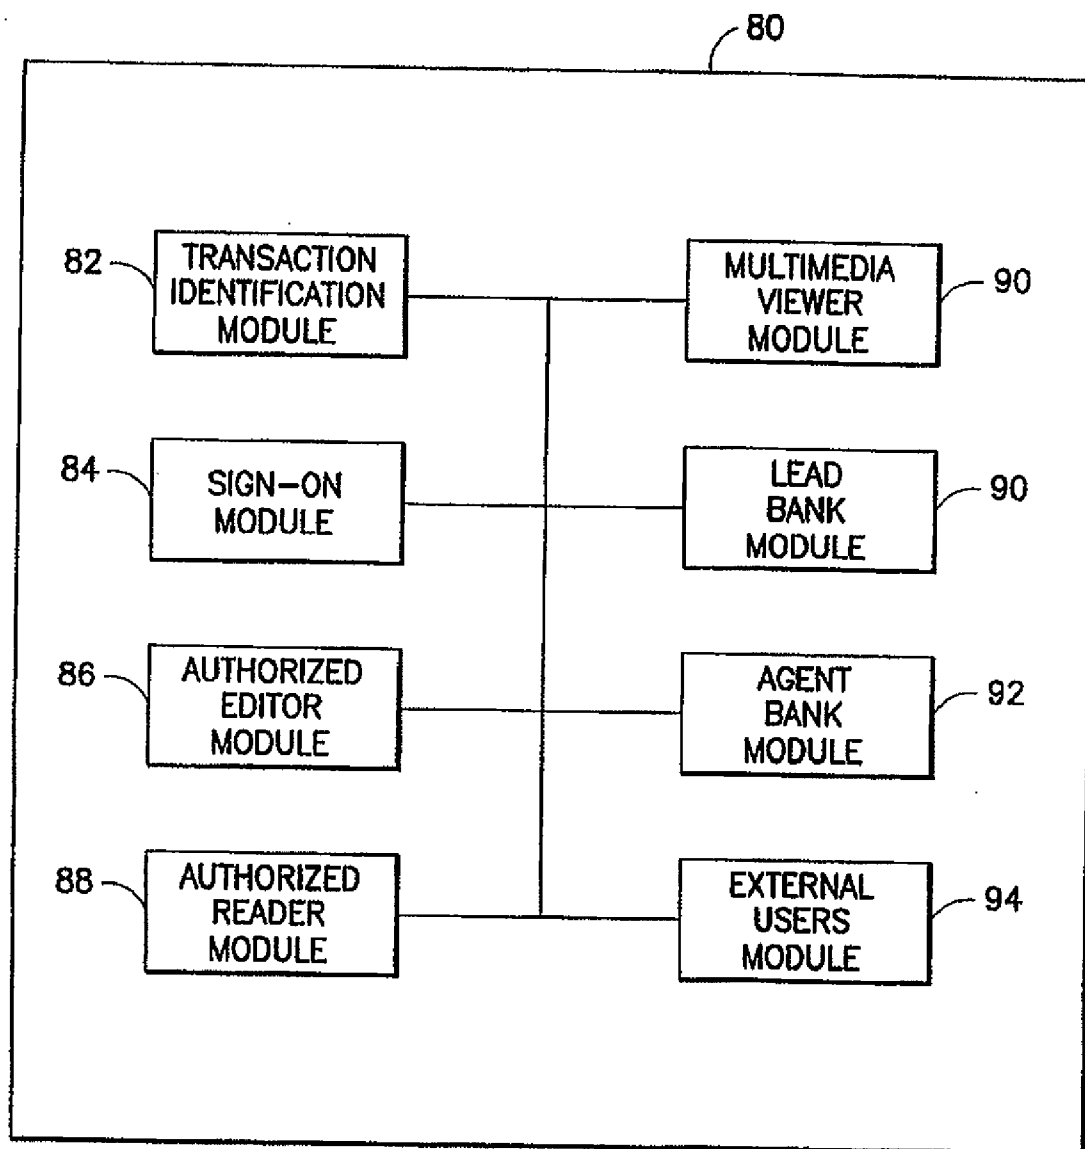 80
82
TRANSACTION
IDENTIFICATION
MODULE
MULTIMEDIA
VIEWER
MODULE
90
84
SIGN-ON
MODULE
LEAD
BANK
MODULE
90
86
AUTHORIZED
EDITOR
MODULE
AGENT
BANK
MODULE
92
88
AUTHORIZED
READER
MODULE
EXTERNAL
USERS
MODULE
94